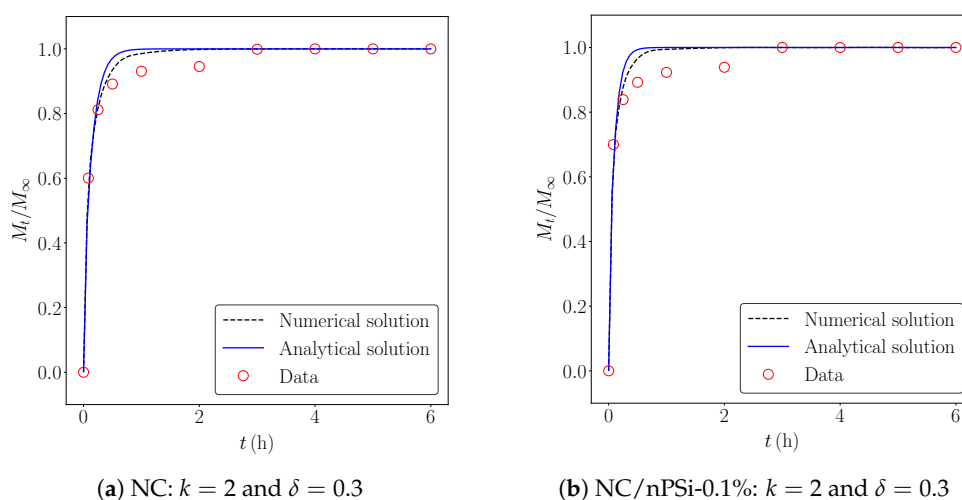 1.0
0.8
0.6
0.4
0.2
0.0
M_t/M_∞
Numerical solution
Analytical solution
Data
0 2 4 6
t (h)
(a) NC: k = 2 and δ = 0.3
1.0
0.8
0.6
0.4
0.2
0.0
M_t/M_∞
Numerical solution
Analytical solution
Data
0 2 4 6
t (h)
(b) NC/nPSi-0.1%: k = 2 and δ = 0.3